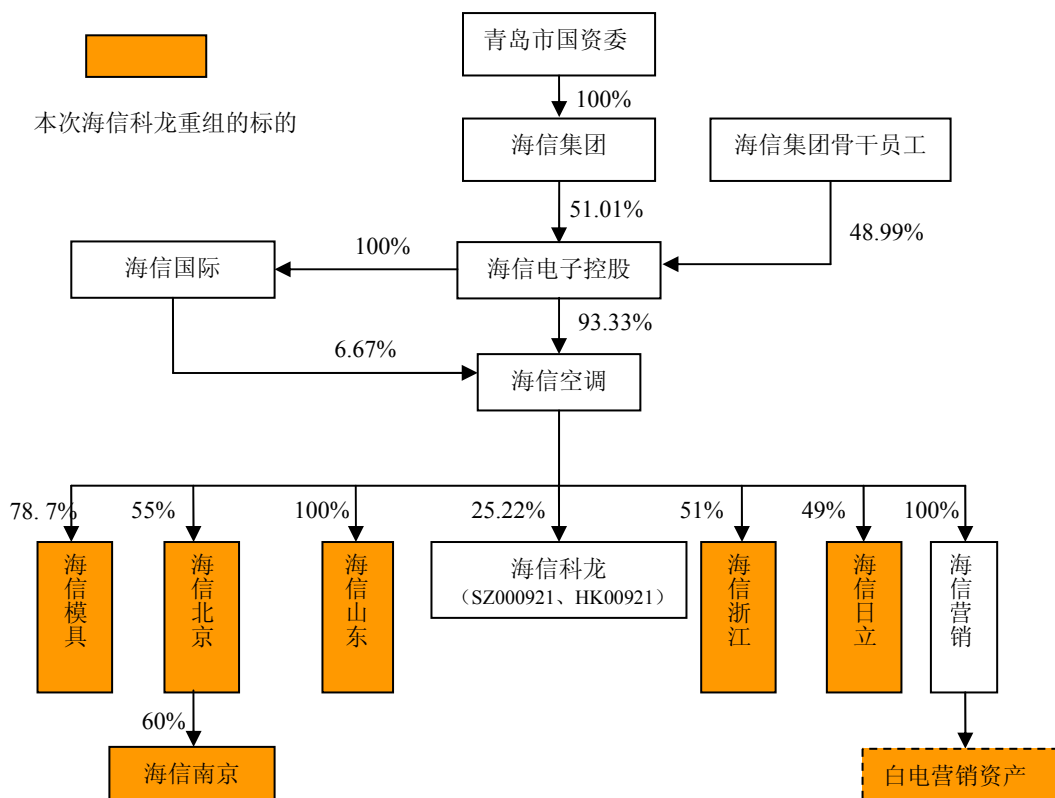 青岛市国资委
本次海信科龙重组的标的
100%
海信集团
海信集团骨干员工
51.01%
48.99%
100%
海信国际
海信电子控股
93.33%
6.67%
海信空调
78. 7%
55%
100%
25.22%
51%
49%
100%
海信模具
海信北京
海信山东
海信科龙
（SZ000921、HK00921）
海信浙江
海信日立
海信营销
60%
海信南京
白电营销资产